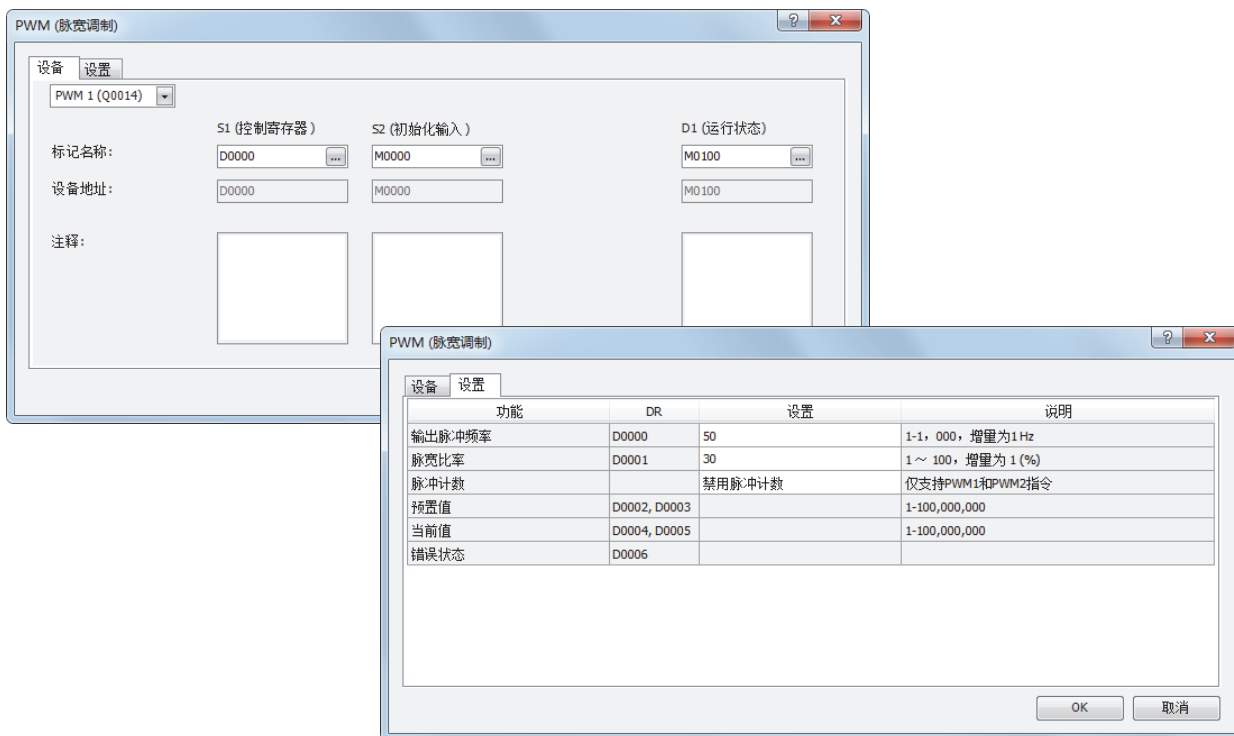 PWM (脉宽调制)
设备 设置
PWM 1 (Q0014)
S1 (控制寄存器) S2 (初始化输入) D1 (运行状态)
标记名称: D0000 ... M0000 ... M0100 ...
设备地址: D0000 M0000 M0100
注释:
PWM (脉宽调制)
设备 设置
功能 DR 设置 说明
输出脉冲频率 D0000 50 1-1，000，增量为1 Hz
脉宽比率 D0001 30 1～100，增量为 1 (%)
脉冲计数 禁用脉冲计数 仅支持PWM1和PWM2指令
预置值 D0002, D0003 1-100,000,000
当前值 D0004, D0005 1-100,000,000
错误状态 D0006
OK 取消